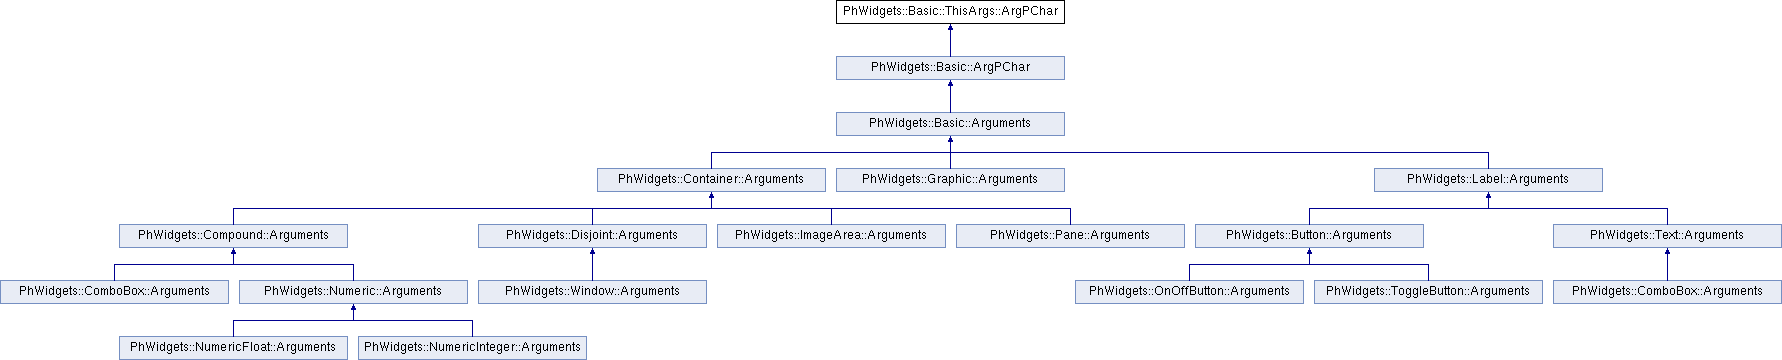 PhWidgets::Basic::ThisArgs::ArgPChar
PhWidgets::Basic::ArgPChar
PhWidgets::Basic::Arguments
PhWidgets::Container::Arguments
PhWidgets::Graphic::Arguments
PhWidgets::Label::Arguments
PhWidgets::Compound::Arguments
PhWidgets::Disjoint::Arguments
PhWidgets::ImageArea::Arguments
PhWidgets::Pane::Arguments
PhWidgets::Button::Arguments
PhWidgets::Text::Arguments
PhWidgets::ComboBox::Arguments
PhWidgets::Numeric::Arguments
PhWidgets::Window::Arguments
PhWidgets::OnOffButton::Arguments
PhWidgets::ToggleButton::Arguments
PhWidgets::ComboBox::Arguments
PhWidgets::NumericFloat::Arguments
PhWidgets::NumericInteger::Arguments